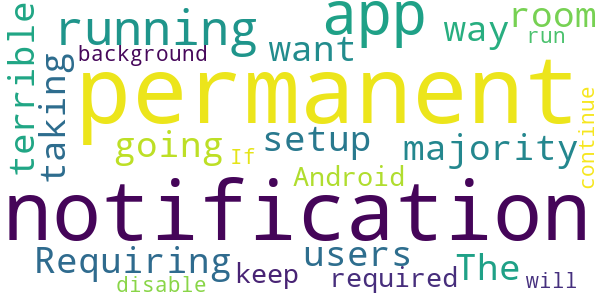 terrible
taking
running
background
app
want
way
room
run
permanent
going
If
setup
majority
Android
continue
notification
Requiring
users
The
disable
keep
required
will